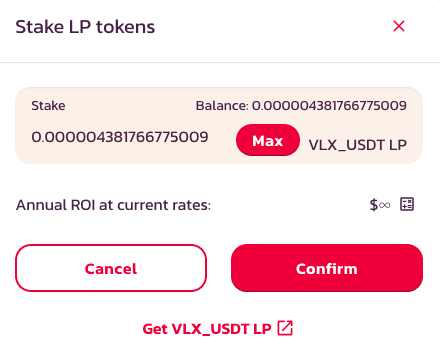 Stake LP tokens
Stake
Balance: 0.000004381766775009
0.000004381766775009
Max
VLX_USDT LP
Annual ROI at current rates:
$∞
Cancel
Confirm
Get VLX_USDT LP